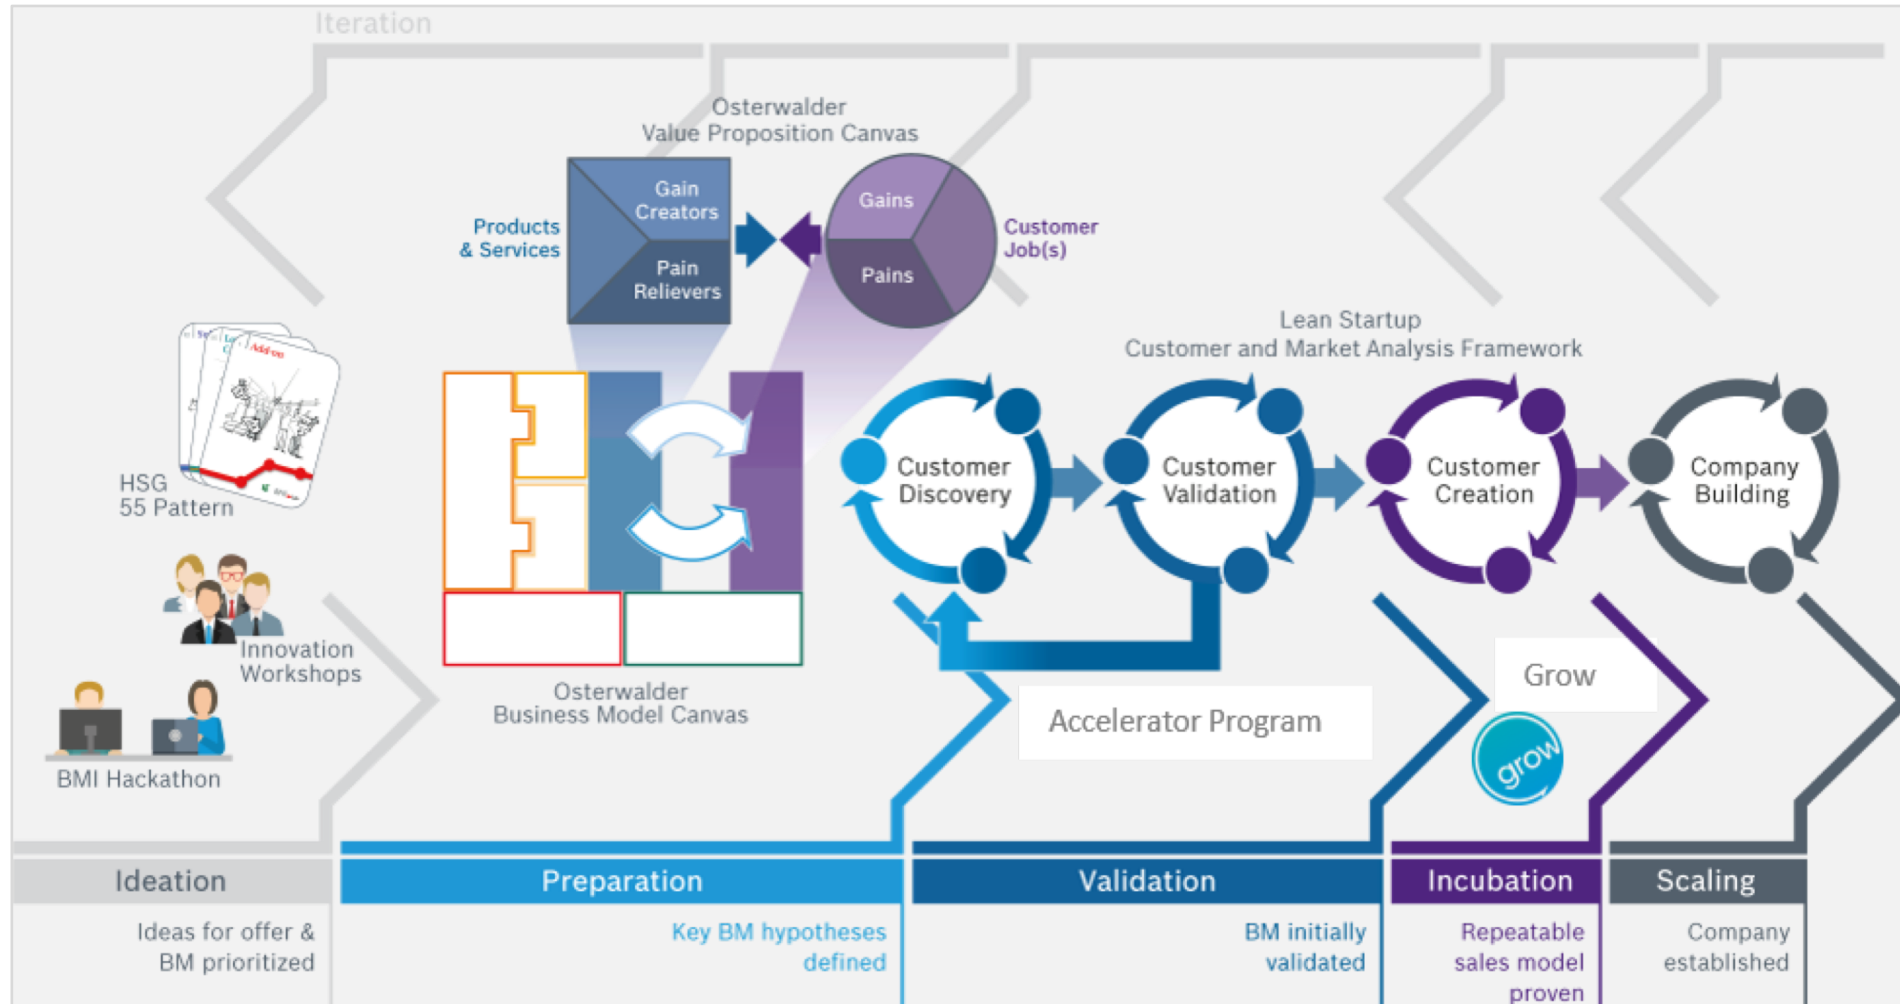 Iteration
Osterwalder
Value Proposition Canvas
Gain
Creators
Pain
Relievers
Products
& Services
Gains
Pains
Customer
Job(s)
Lean Startup
Customer and Market Analysis Framework
Add-on
HSG
55 Pattern
Innovation
Workshops
BMI Hackathon
Osterwalder
Business Model Canvas
Customer
Discovery
Customer
Validation
Customer
Creation
Company
Building
Accelerator Program
Grow
grow
Ideation
Preparation
Validation
Incubation
Scaling
Ideas for offer &
BM prioritized
Key BM hypotheses
defined
BM initially
validated
Repeatable
sales model
proven
Company
established